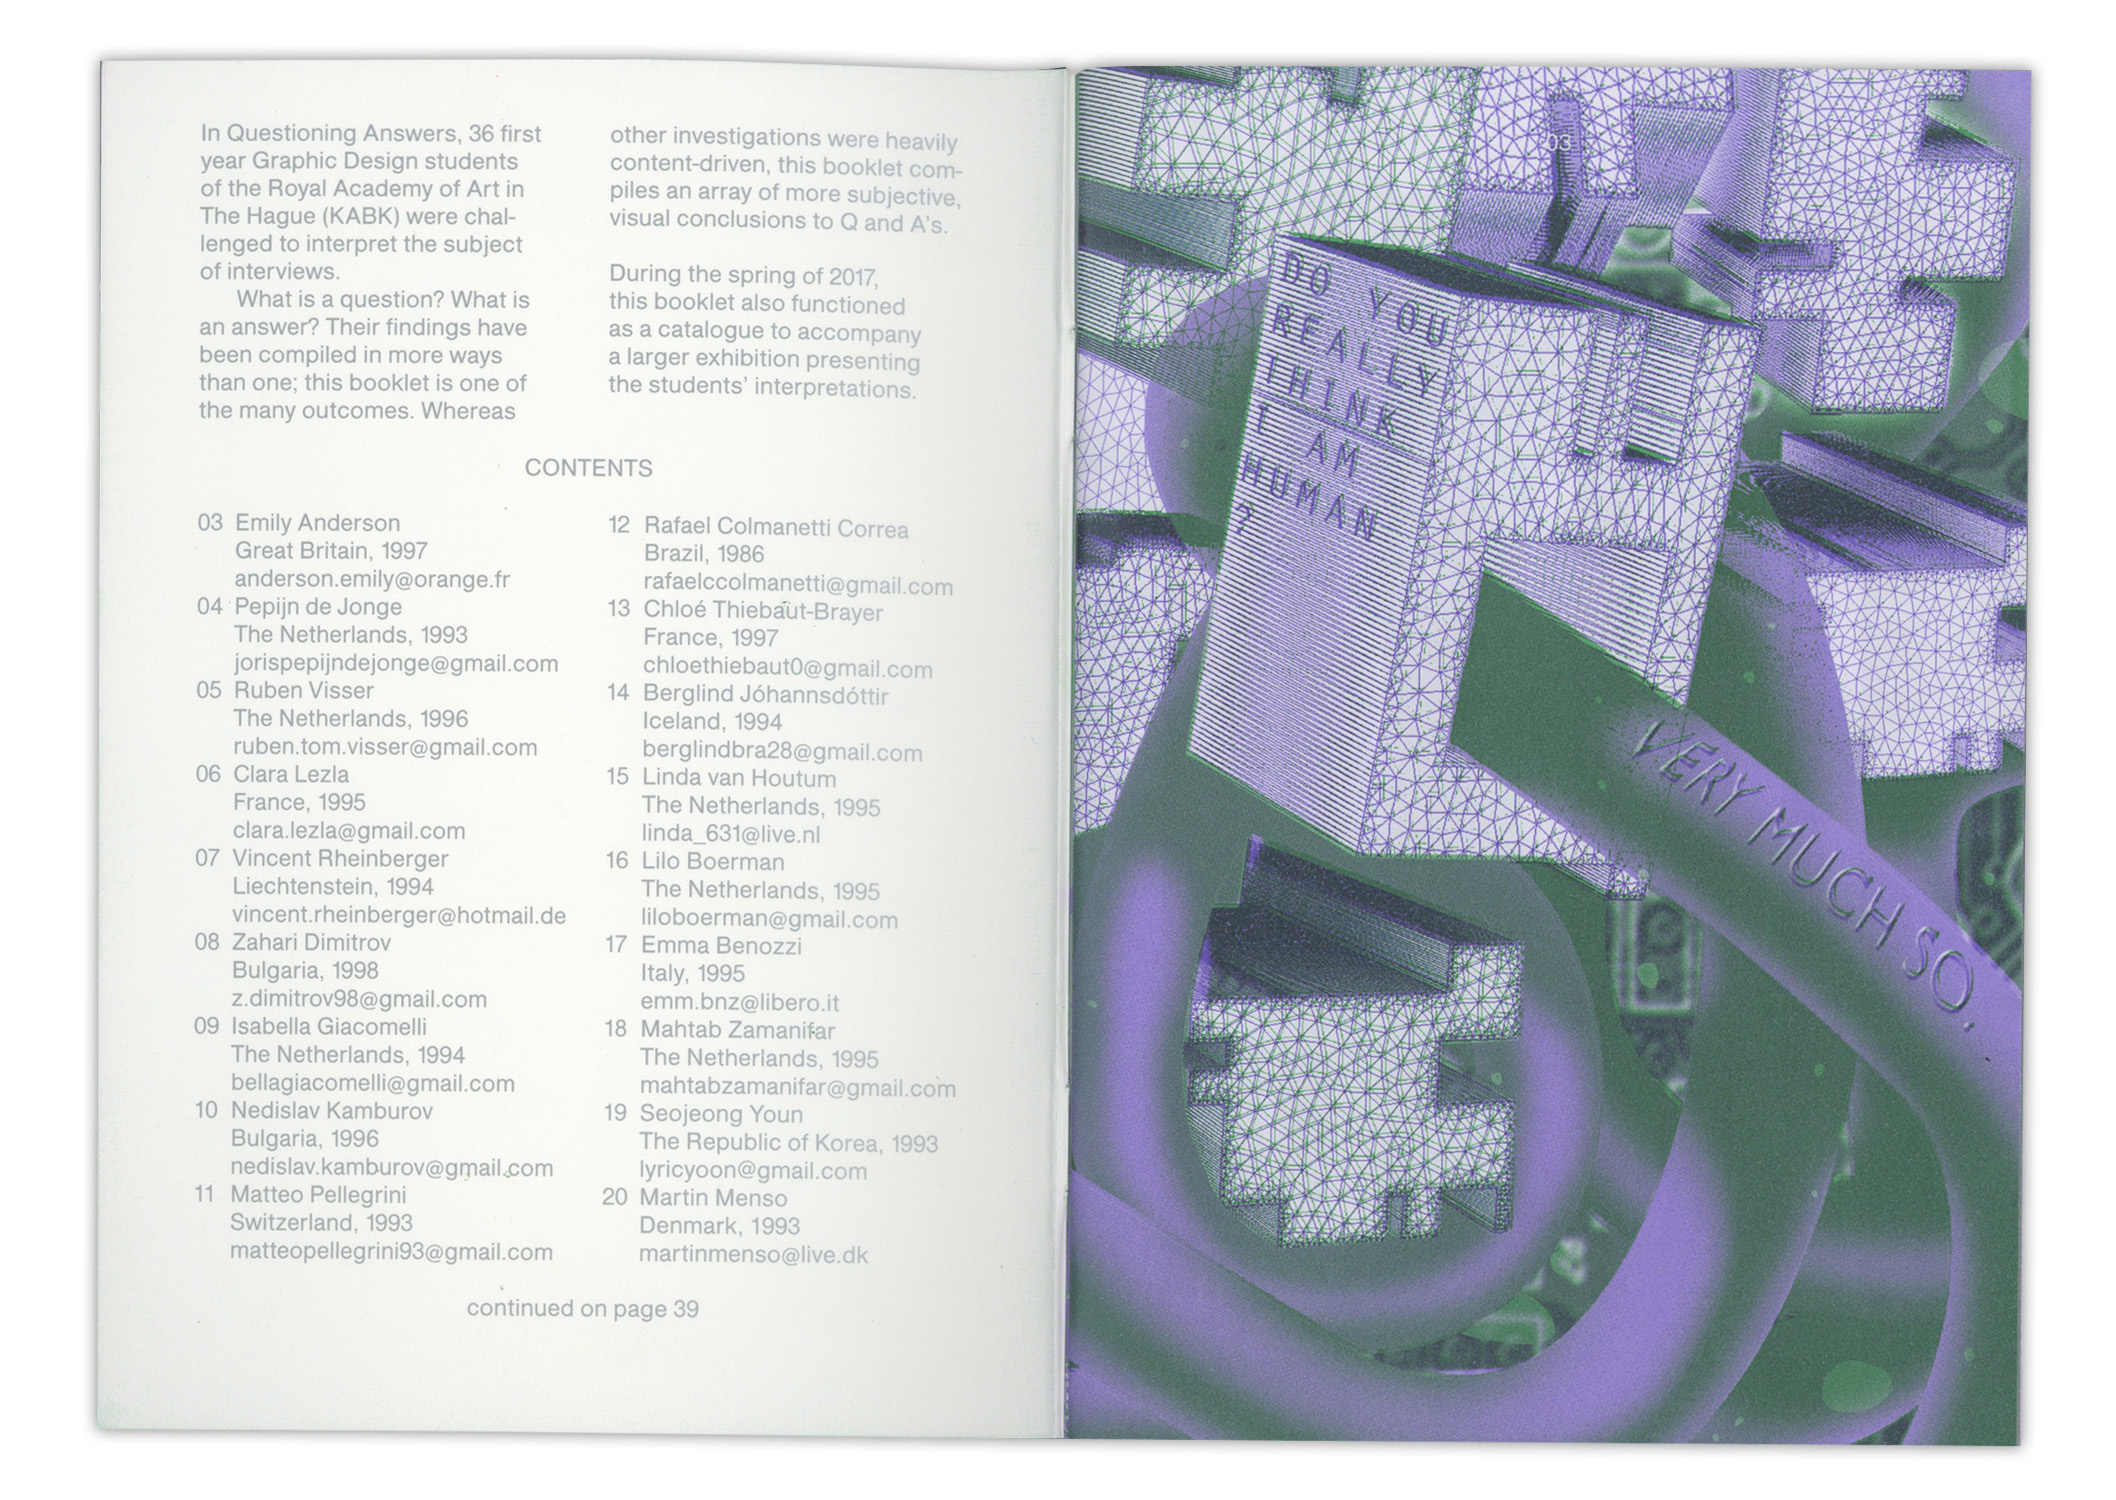 In Questioning Answers, 36 first
year Graphic Design students
of the Royal Academy of Art in
The Hague (KABK) were chal-
lenged to interpret the subject
of interviews.
What is a question? What is
an answer? Their findings have
been compiled in more ways
than one; this booklet is one of
the many outcomes. Whereas
other investigations were heavily
content-driven, this booklet com-
piles an array of more subjective,
visual conclusions to Q and A's.
During the spring of 2017,
this booklet also functioned
as a catalogue to accompany
a larger exhibition presenting
the students' interpretations.
CONTENTS
03 Emily Anderson
Great Britain, 1997
anderson.emily@orange.fr
04 Pepijn de Jonge
The Netherlands, 1993
jorispepijndejonge@gmail.com
05 Ruben Visser
The Netherlands, 1996
ruben.tom.visser@gmail.com
06 Clara Lezla
France, 1995
clara.lezla@gmail.com
07 Vincent Rheinberger
Liechtenstein, 1994
vincent.rheinberger@hotmail.de
08 Zahari Dimitrov
Bulgaria, 1998
z.dimitrov98@gmail.com
09 Isabella Giacomelli
The Netherlands, 1994
bellagiacomelli@gmail.com
10 Nedislav Kamburov
Bulgaria, 1996
nedislav.kamburov@gmail.com
11 Matteo Pellegrini
Switzerland, 1993
matteopellegrini93@gmail.com
12 Rafael Colmanetti Correa
Brazil, 1986
rafaelccolmanetti@gmail.com
13 Chloé Thiebaut-Brayer
France, 1997
chloethiebaut0@gmail.com
14 Berglind Jóhannsdóttir
Iceland, 1994
berglindbra28@gmail.com
15 Linda van Houtum
The Netherlands, 1995
linda_631@live.nl
16 Lilo Boerman
The Netherlands, 1995
liloboerman@gmail.com
17 Emma Benozzi
Italy, 1995
emm.bnz@libero.it
18 Mahtab Zamanifar
The Netherlands, 1995
mahtabzamanifar@gmail.com
19 Seojeong Youn
The Republic of Korea, 1993
lyricyoon@gmail.com
20 Martin Menso
Denmark, 1993
martinmenso@live.dk
continued on page 39
03
DO YOU
REALLY
THINK
I AM
HUMAN
?
VERY MUCH SO.